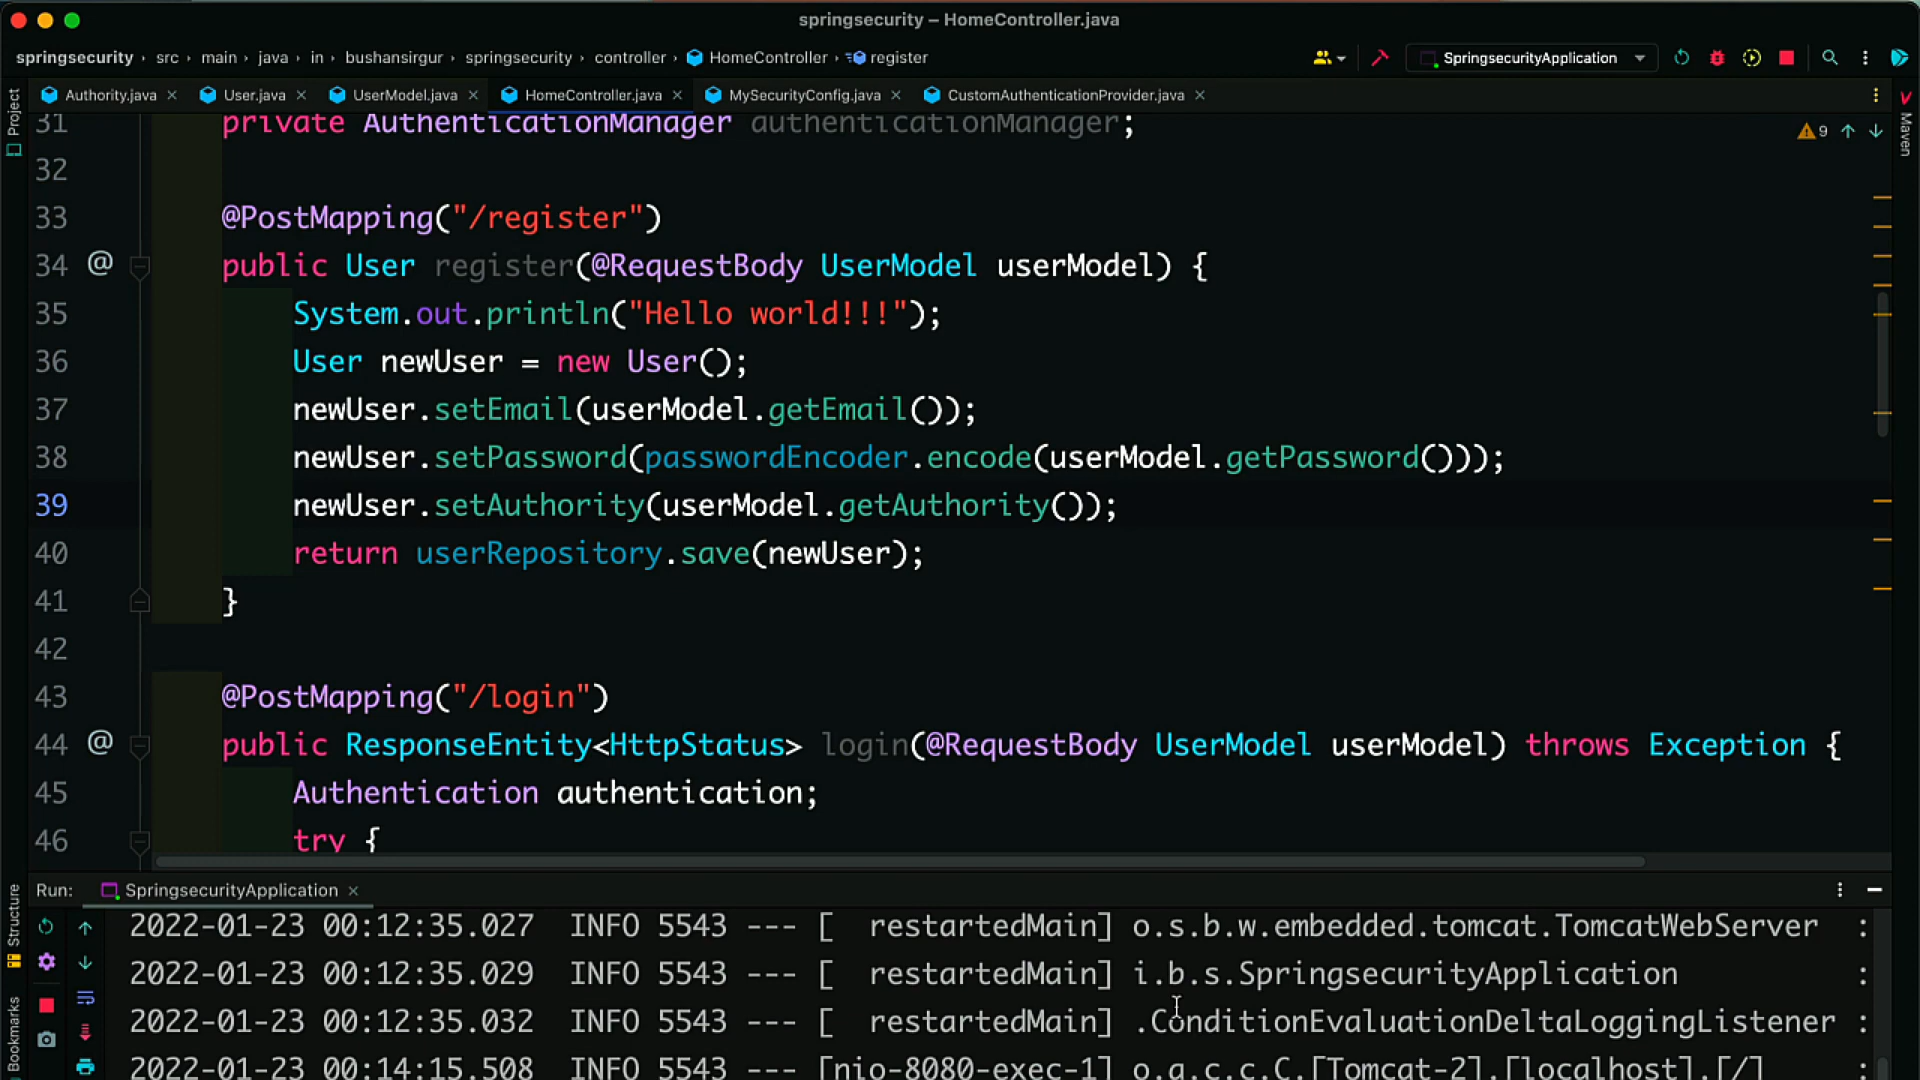 springsecurity – HomeController.java
springsecurity › src › main › java › in › bushansirgur › springsecurity › controller › HomeController › register
SpringsecurityApplication
Authority.java User.java UserModel.java HomeController.java MySecurityConfig.java CustomAuthenticationProvider.java
Project
Maven
9
31 private AuthenticationManager authenticationManager;
32
33 @PostMapping("/register")
34 @ public User register(@RequestBody UserModel userModel) {
35 System.out.println("Hello world!!!");
36 User newUser = new User();
37 newUser.setEmail(userModel.getEmail());
38 newUser.setPassword(passwordEncoder.encode(userModel.getPassword()));
39 newUser.setAuthority(userModel.getAuthority());
40 return userRepository.save(newUser);
41 }
42
43 @PostMapping("/login")
44 @ public ResponseEntity<HttpStatus> login(@RequestBody UserModel userModel) throws Exception {
45 Authentication authentication;
46 try {
Run: SpringsecurityApplication
Structure
Bookmarks
2022-01-23 00:12:35.027 INFO 5543 --- [ restartedMain] o.s.b.w.embedded.tomcat.TomcatWebServer :
2022-01-23 00:12:35.029 INFO 5543 --- [ restartedMain] i.b.s.SpringsecurityApplication :
2022-01-23 00:12:35.032 INFO 5543 --- [ restartedMain] .ConditionEvaluationDeltaLoggingListener :
2022-01-23 00:14:15.508 INFO 5543 --- [nio-8080-exec-1] o.a.c.c.C.[Tomcat-2].[localhost].[/] :